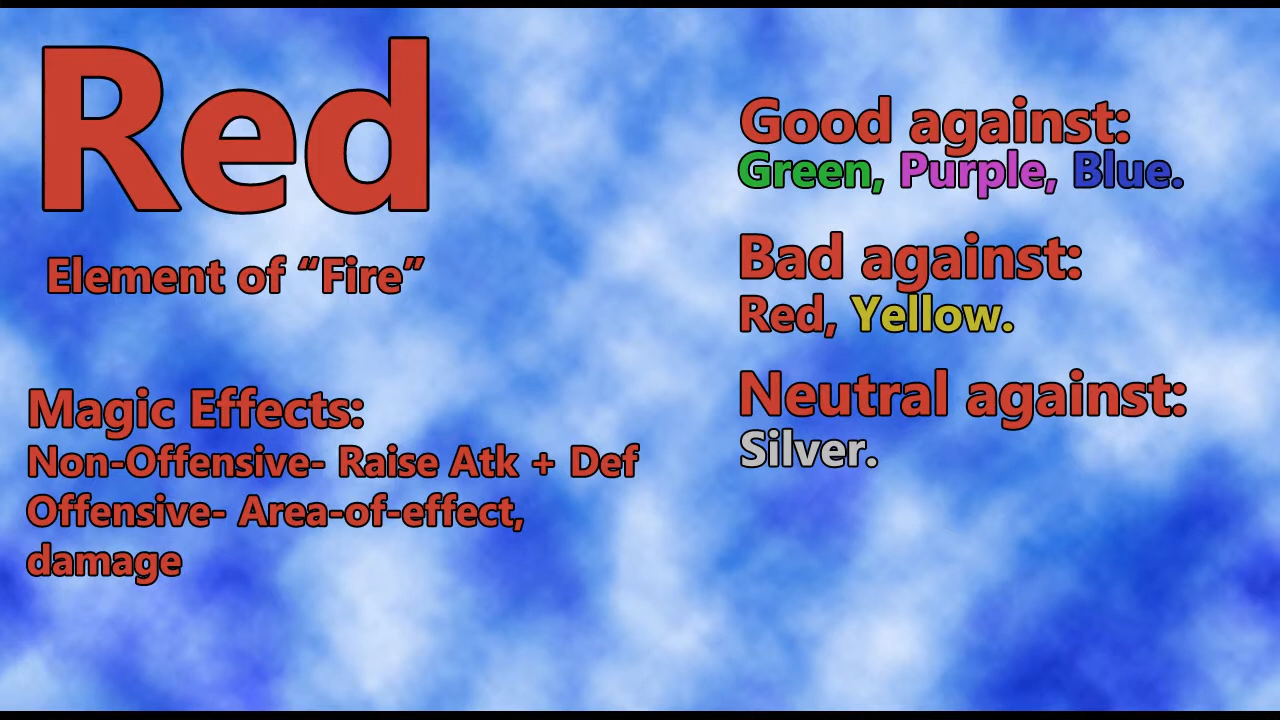 Red
Element of “Fire”
Magic Effects:
Non-Offensive- Raise Atk + Def
Offensive- Area-of-effect,
damage
Good against:
Green, Purple, Blue.
Bad against:
Red, Yellow.
Neutral against:
Silver.